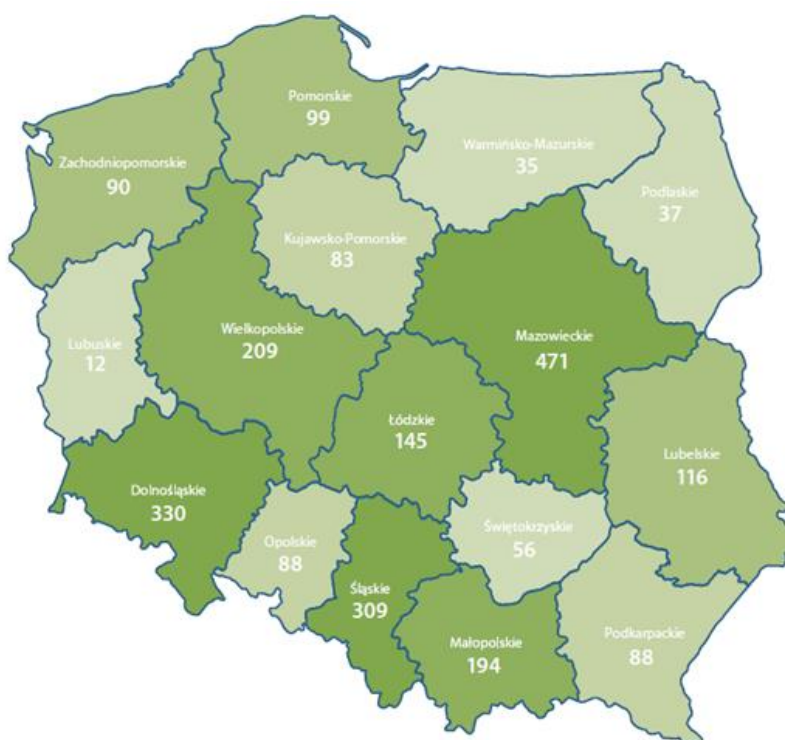 Pomorskie
99
Warmińsko-Mazurskie
35
Zachodniopomorskie
90
Podlaskie
37
Kujawsko-Pomorskie
83
Wielkopolskie
209
Mazowieckie
471
Lubuskie
12
Łódzkie
145
Lubelskie
116
Dolnośląskie
330
Opolskie
88
Świętokrzyskie
56
Śląskie
309
Małopolskie
194
Podkarpackie
88